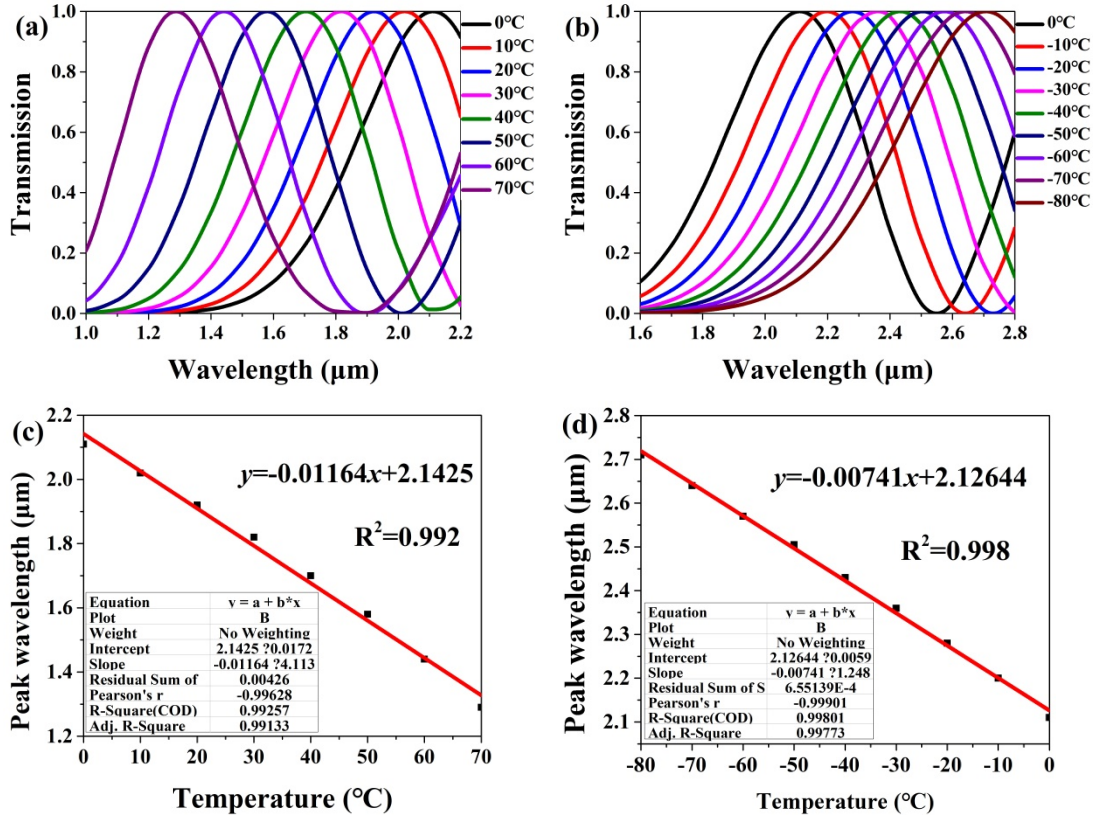 (a)
Transmission
1.0
0.8
0.6
0.4
0.2
0.0
1.0 1.2 1.4 1.6 1.8 2.0 2.2
Wavelength (μm)
0℃
10℃
20℃
30℃
40℃
50℃
60℃
70℃
(b)
Transmission
1.0
0.8
0.6
0.4
0.2
0.0
1.6 1.8 2.0 2.2 2.4 2.6 2.8
Wavelength (μm)
0℃
-10℃
-20℃
-30℃
-40℃
-50℃
-60℃
-70℃
-80℃
(c)
Peak wavelength (μm)
2.2
2.0
1.8
1.6
1.4
1.2
y=-0.01164x+2.1425
R²=0.992
Equation y = a + b*x
Plot B
Weight No Weighting
Intercept 2.1425 ?0.0172
Slope -0.01164 ?4.113
Residual Sum of 0.00426
Pearson's r -0.99628
R-Square(COD) 0.99257
Adj. R-Square 0.99133
0 10 20 30 40 50 60 70
Temperature (℃)
(d)
Peak wavelength (μm)
2.8
2.7
2.6
2.5
2.4
2.3
2.2
2.1
y=-0.00741x+2.12644
R²=0.998
Equation y = a + b*x
Plot B
Weight No Weighting
Intercept 2.12644 ?0.0059
Slope -0.00741 ?1.248
Residual Sum of S 6.55139E-4
Pearson's r -0.99901
R-Square(COD) 0.99801
Adj. R-Square 0.99773
-80 -70 -60 -50 -40 -30 -20 -10 0
Temperature (℃)